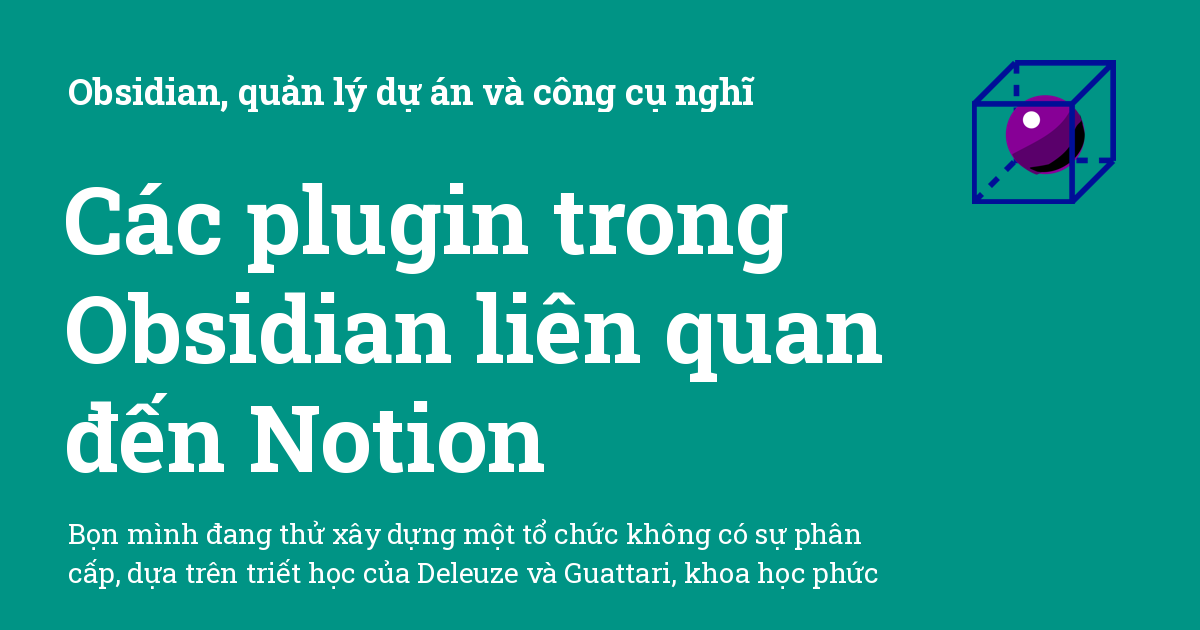 Obsidian, quản lý dự án và công cụ nghĩ
Các plugin trong
Obsidian liên quan
đến Notion
Bọn mình đang thử xây dựng một tổ chức không có sự phân
cấp, dựa trên triết học của Deleuze và Guattari, khoa học phức